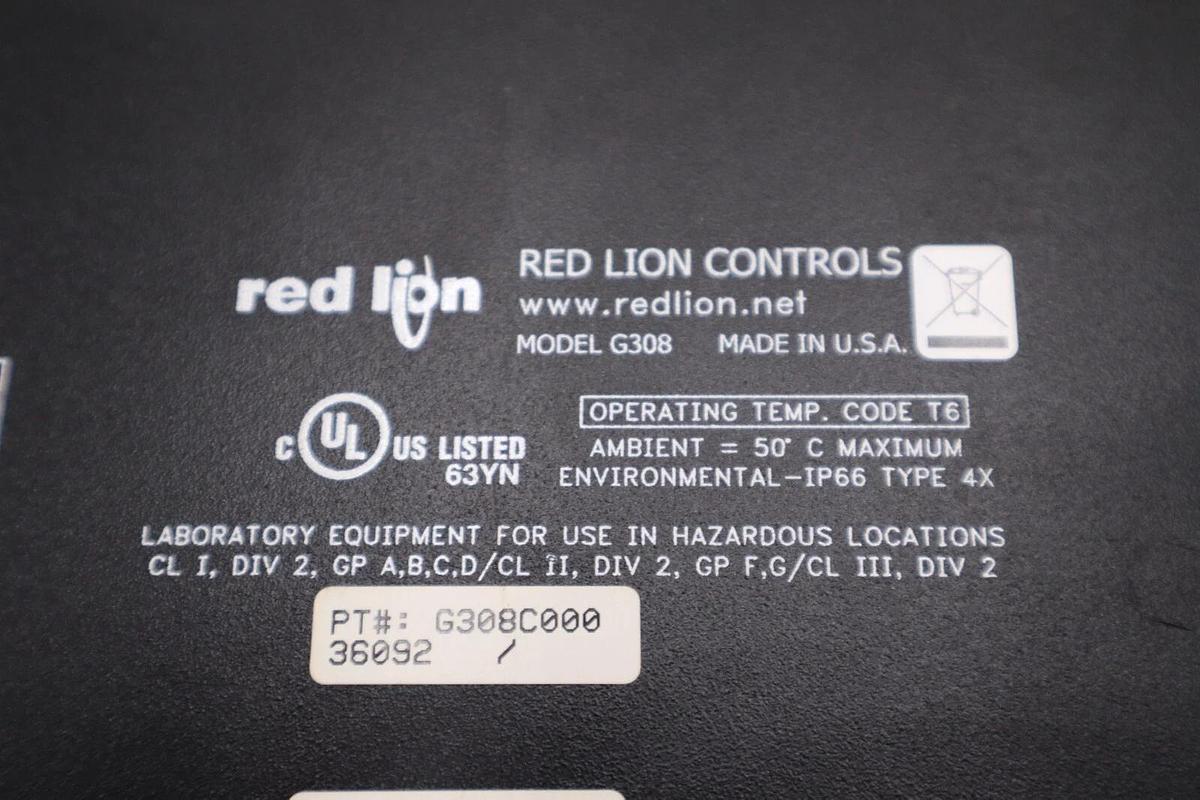 red lion
RED LION CONTROLS
www.redlion.net
MODEL G308 MADE IN U.S.A.
C UL US LISTED
63YN
OPERATING TEMP. CODE T6
AMBIENT = 50° C MAXIMUM
ENVIRONMENTAL-IP66 TYPE 4X
LABORATORY EQUIPMENT FOR USE IN HAZARDOUS LOCATIONS
CL I, DIV 2, GP A,B,C,D/CL II, DIV 2, GP F,G/CL III, DIV 2
PT#: G308C000
36092 /